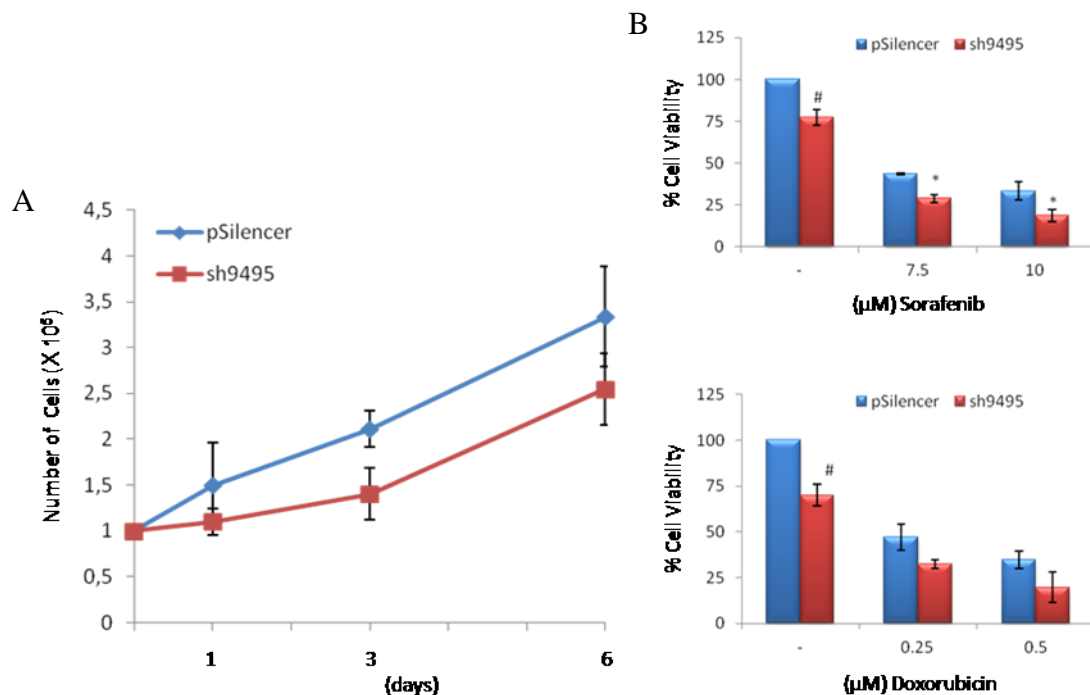 A
Number of Cells (X 10⁶)
4,5
4
3,5
3
2,5
2
1,5
1
0,5
0
pSilencer
sh9495
1 3 6
(days)
B
% Cell Viability
125
100
75
50
25
0
pSilencer sh9495
#
*
*
- 7.5 10
(µM) Sorafenib
% Cell Viability
125
100
75
50
25
0
pSilencer sh9495
#
- 0.25 0.5
(µM) Doxorubicin